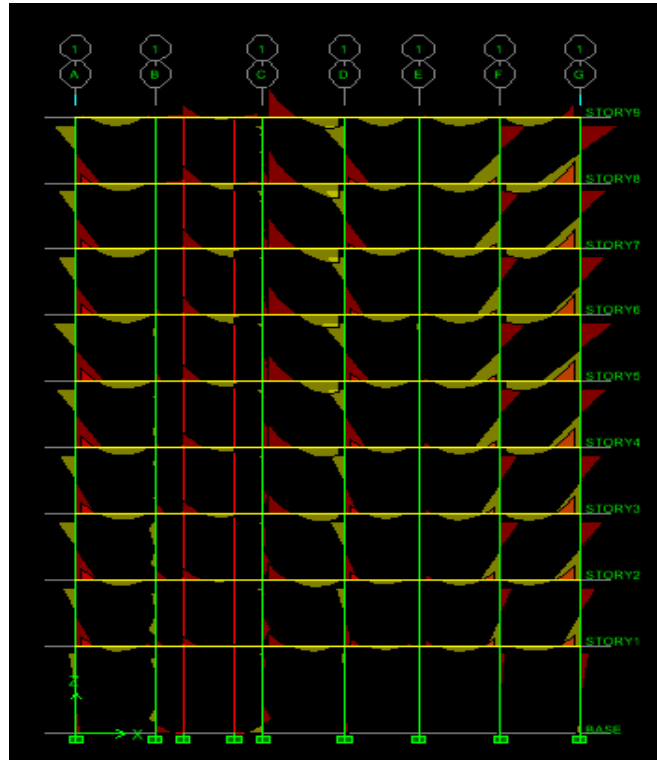 1 1 1 1 1 1 1
A B C D E F G
STORY9
STORY8
STORY7
STORY6
STORY5
STORY4
STORY3
STORY2
STORY1
Z
X
BASE